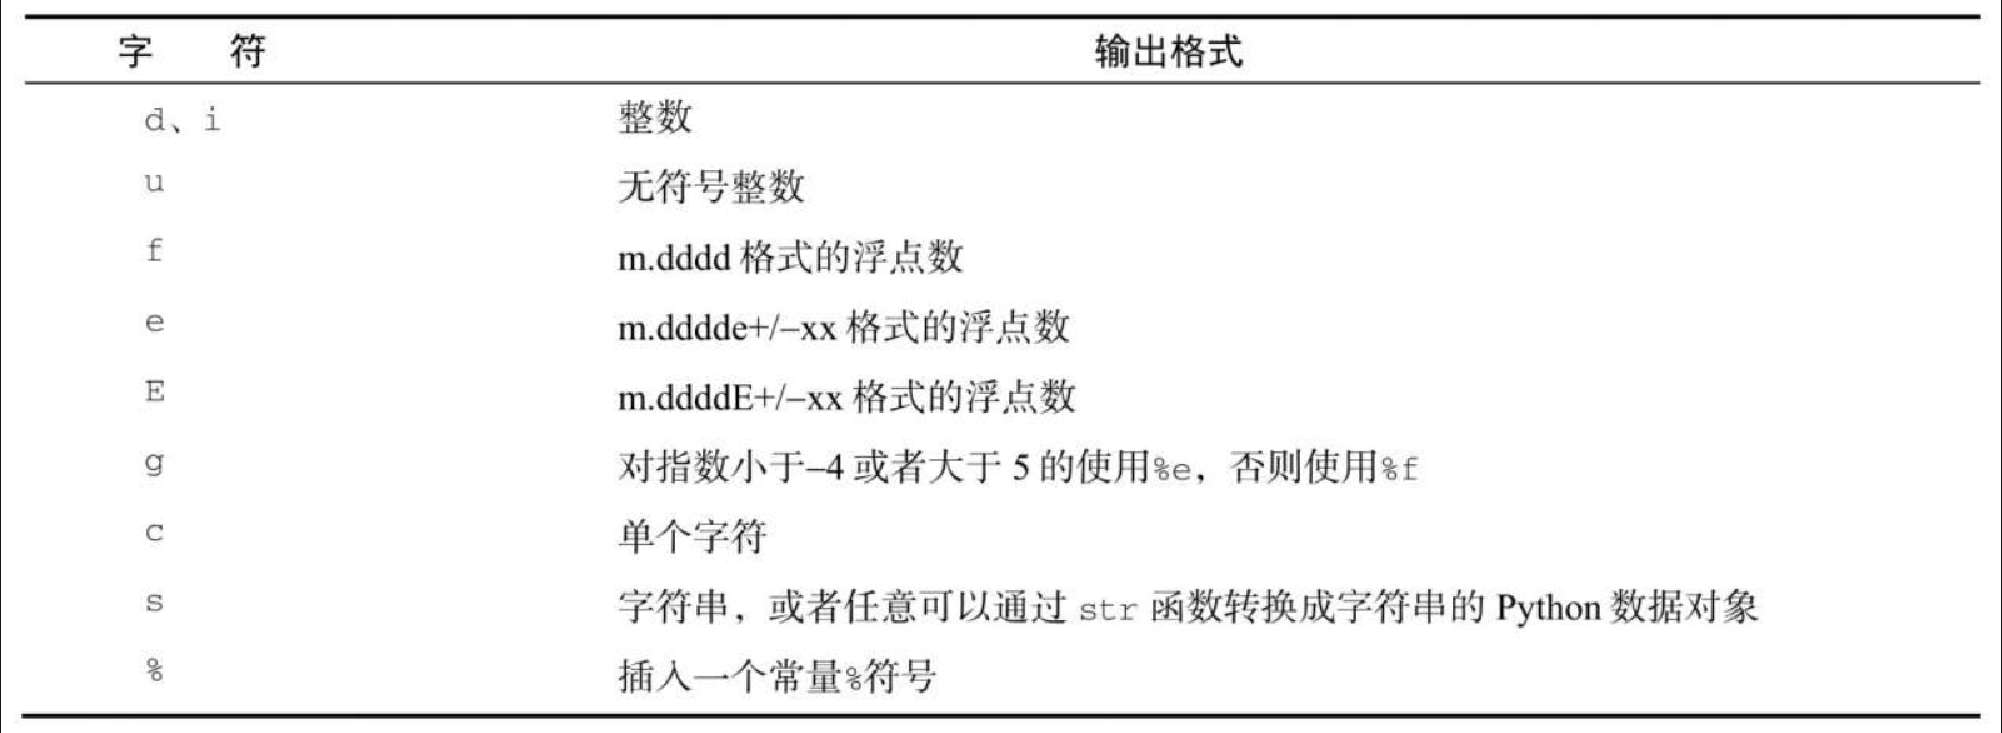 字 符 输出格式
d、i 整数
u 无符号整数
f m.dddd 格式的浮点数
e m.dddde+/–xx 格式的浮点数
E m.ddddE+/–xx 格式的浮点数
g 对指数小于–4 或者大于 5 的使用%e，否则使用%f
c 单个字符
s 字符串，或者任意可以通过 str 函数转换成字符串的 Python 数据对象
% 插入一个常量%符号